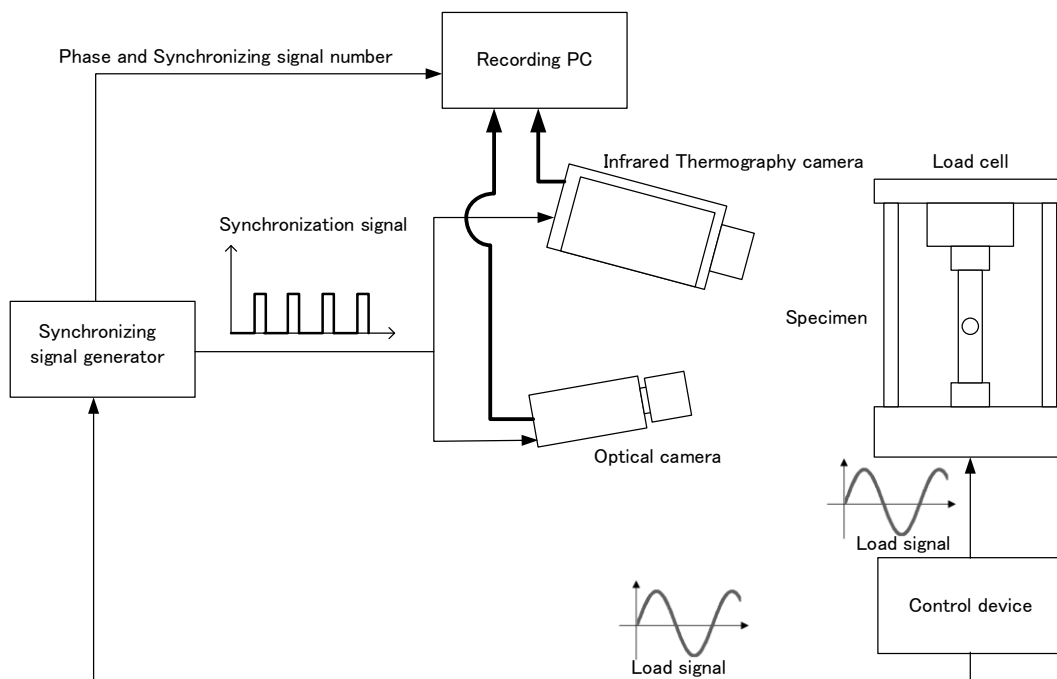 Phase and Synchronizing signal number
Recording PC
Infrared Thermography camera
Load cell
Synchronization signal
Synchronizing
signal generator
Specimen
Optical camera
Load signal
Control device
Load signal